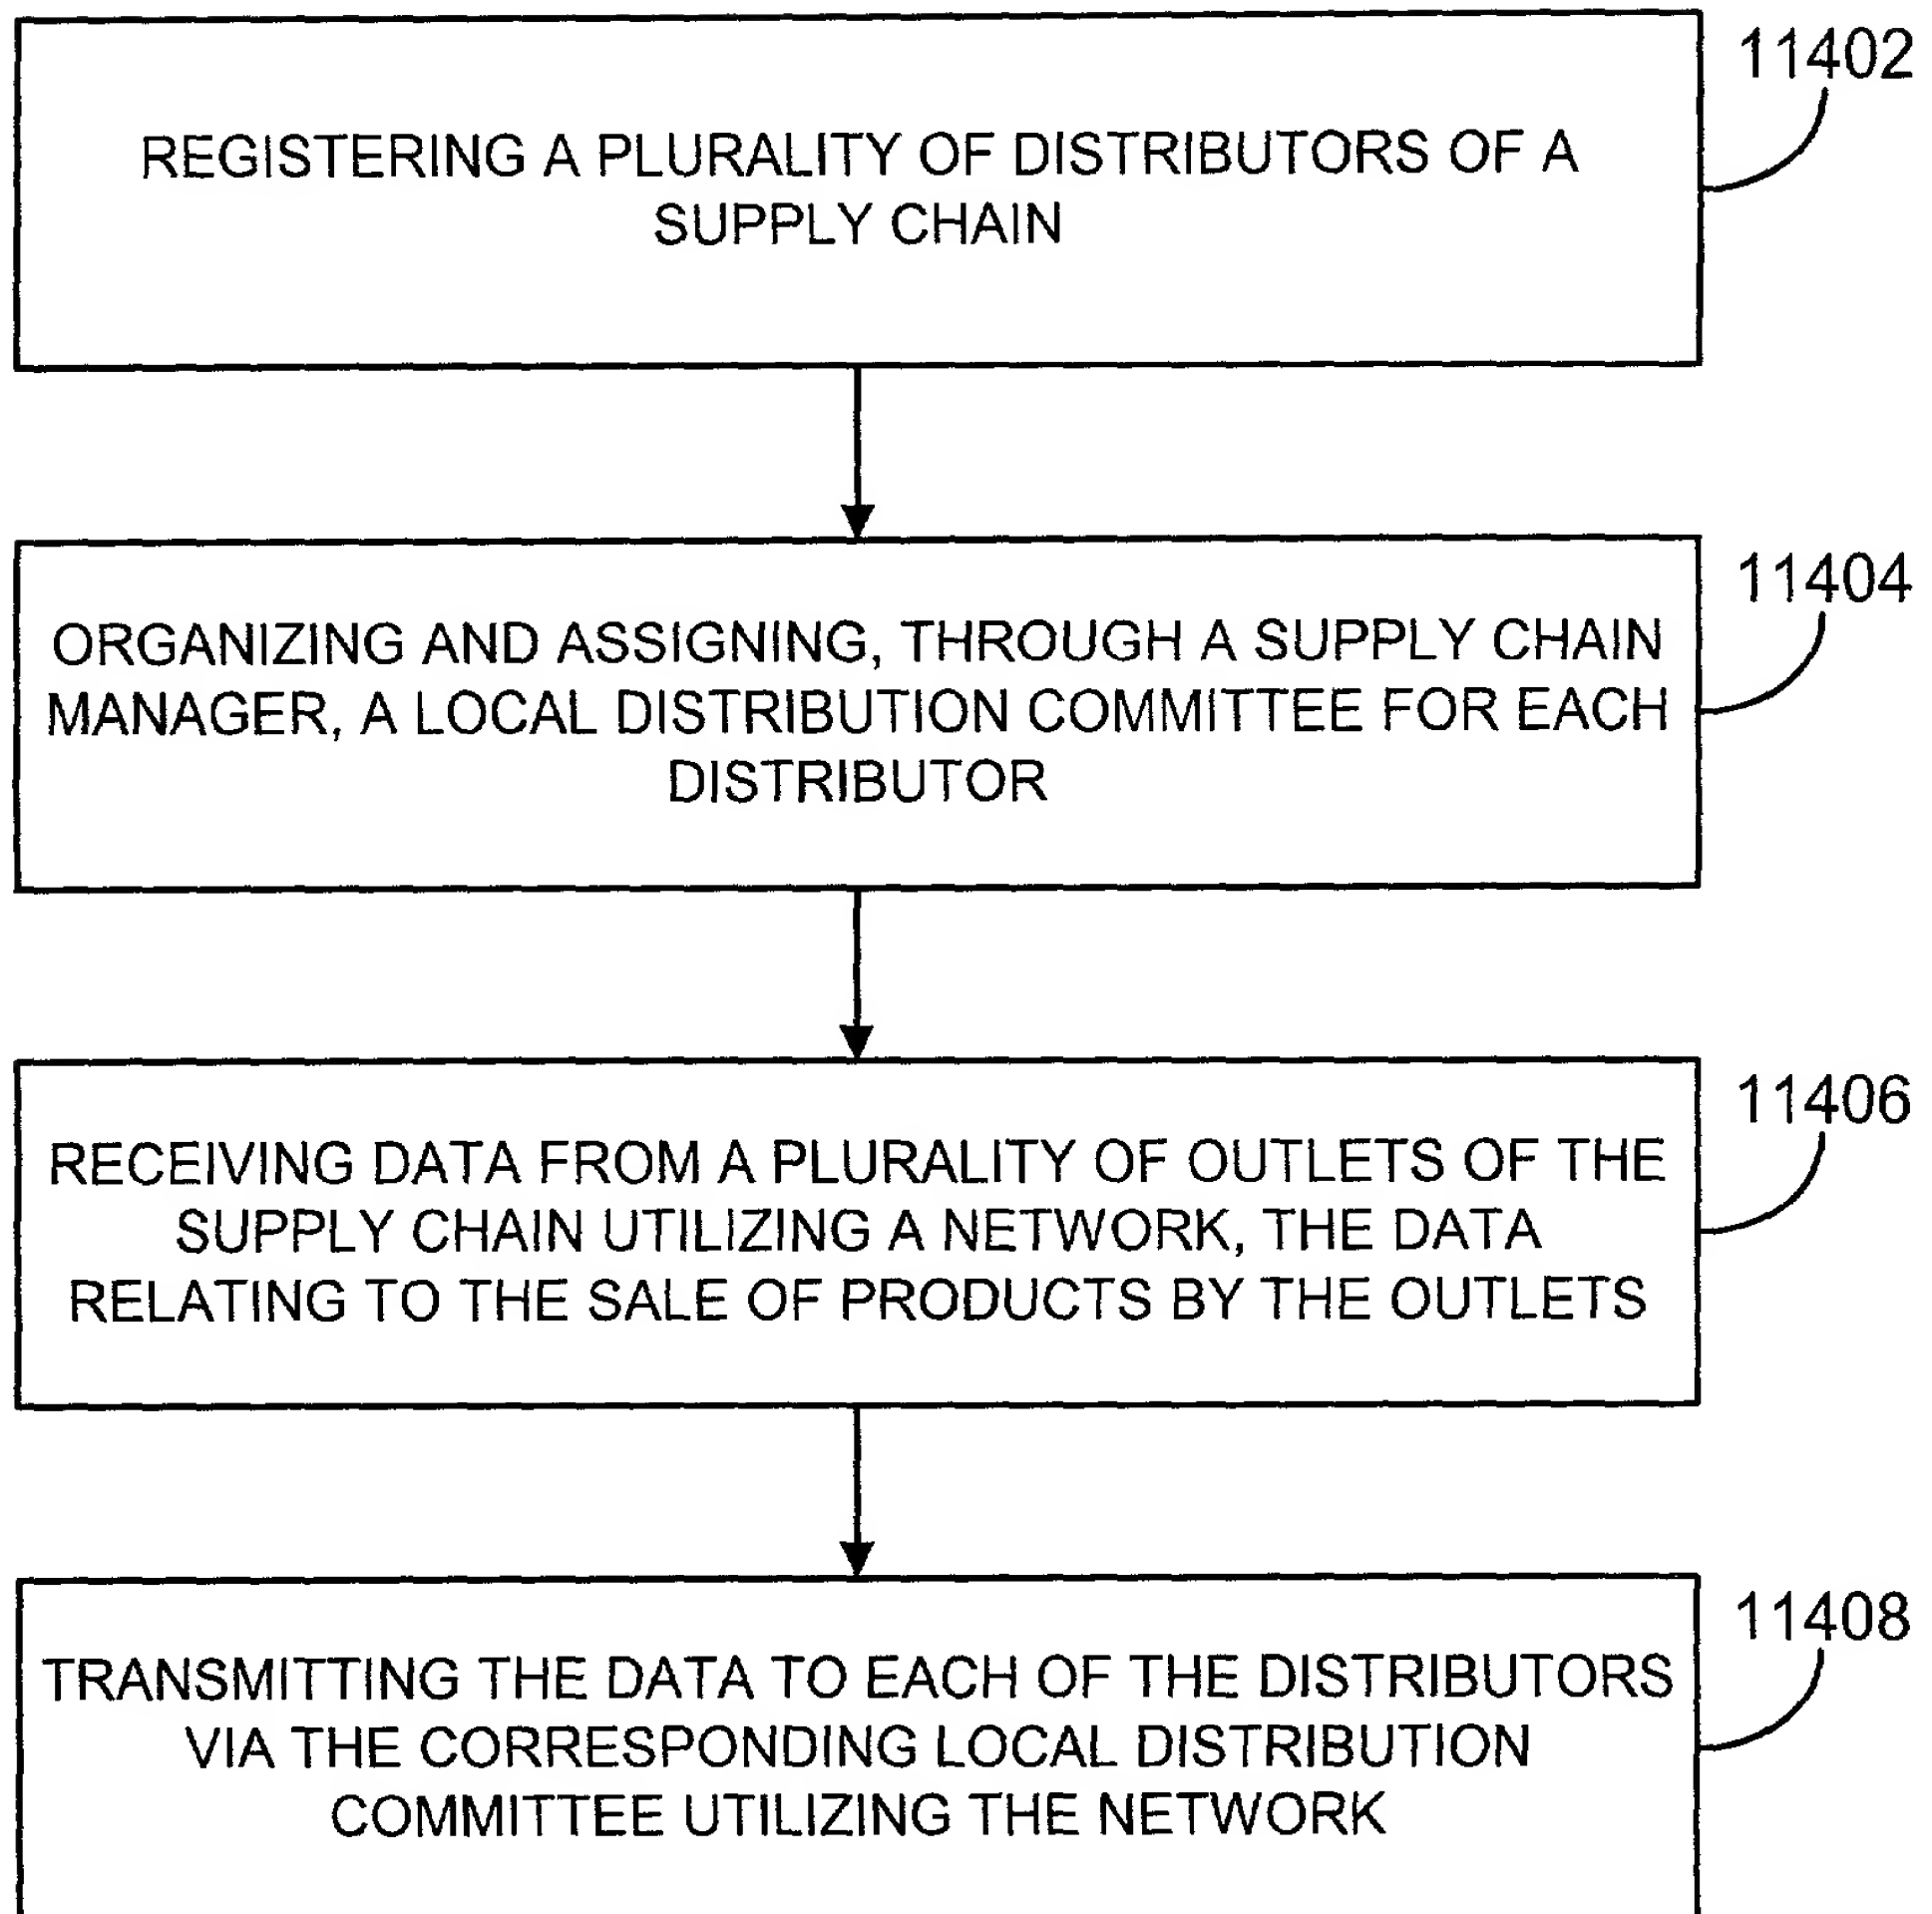 11402
REGISTERING A PLURALITY OF DISTRIBUTORS OF A
SUPPLY CHAIN
11404
ORGANIZING AND ASSIGNING, THROUGH A SUPPLY CHAIN
MANAGER, A LOCAL DISTRIBUTION COMMITTEE FOR EACH
DISTRIBUTOR
11406
RECEIVING DATA FROM A PLURALITY OF OUTLETS OF THE
SUPPLY CHAIN UTILIZING A NETWORK, THE DATA
RELATING TO THE SALE OF PRODUCTS BY THE OUTLETS
11408
TRANSMITTING THE DATA TO EACH OF THE DISTRIBUTORS
VIA THE CORRESPONDING LOCAL DISTRIBUTION
COMMITTEE UTILIZING THE NETWORK